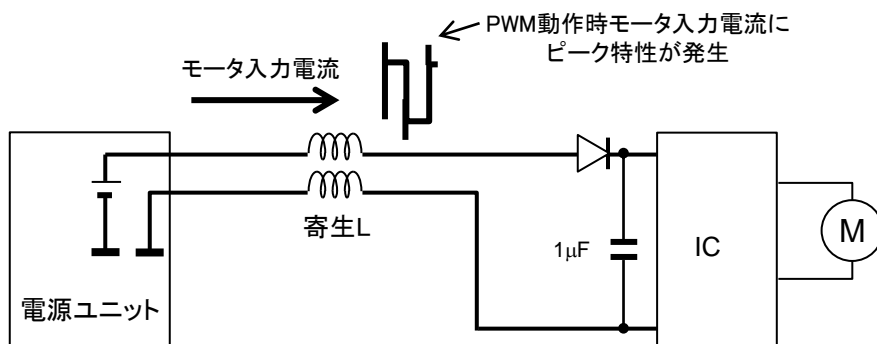 PWM動作時モータ入力電流に
ピーク特性が発生
モータ入力電流
寄生L
1μF
IC
M
電源ユニット